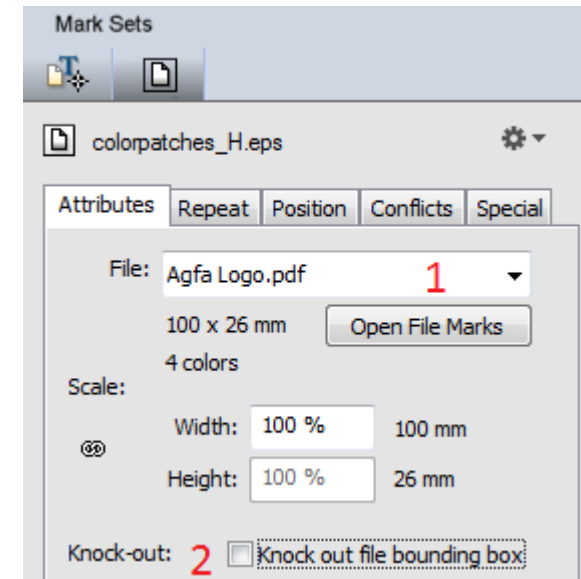 Mark Sets
colorpatches_H.eps
Attributes Repeat Position Conflicts Special
File: Agfa Logo.pdf 1
100 x 26 mm Open File Marks
4 colors
Scale:
Width: 100 % 100 mm
Height: 100 % 26 mm
Knock-out: 2 Knock out file bounding box